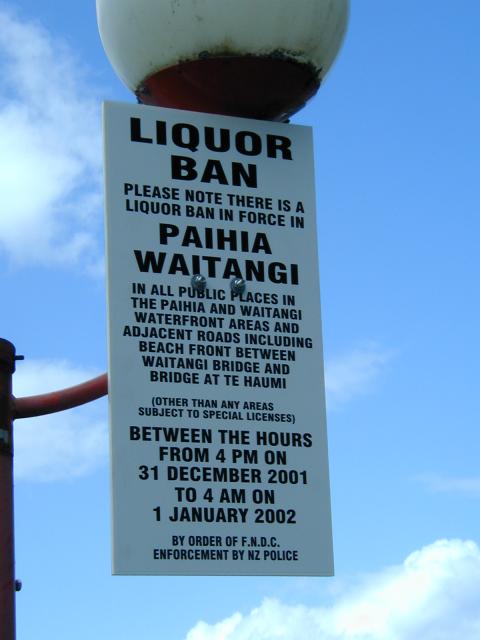 LIQUOR
BAN
PLEASE NOTE THERE IS A
LIQUOR BAN IN FORCE IN
PAIHIA
WAITANGI
IN ALL PUBLIC PLACES IN
THE PAIHIA AND WAITANGI
WATERFRONT AREAS AND
ADJACENT ROADS INCLUDING
BEACH FRONT BETWEEN
WAITANGI BRIDGE AND
BRIDGE AT TE HAUMI
(OTHER THAN ANY AREAS
SUBJECT TO SPECIAL LICENSES)
BETWEEN THE HOURS
FROM 4 PM ON
31 DECEMBER 2001
TO 4 AM ON
1 JANUARY 2002
BY ORDER OF F.N.D.C.
ENFORCEMENT BY NZ POLICE